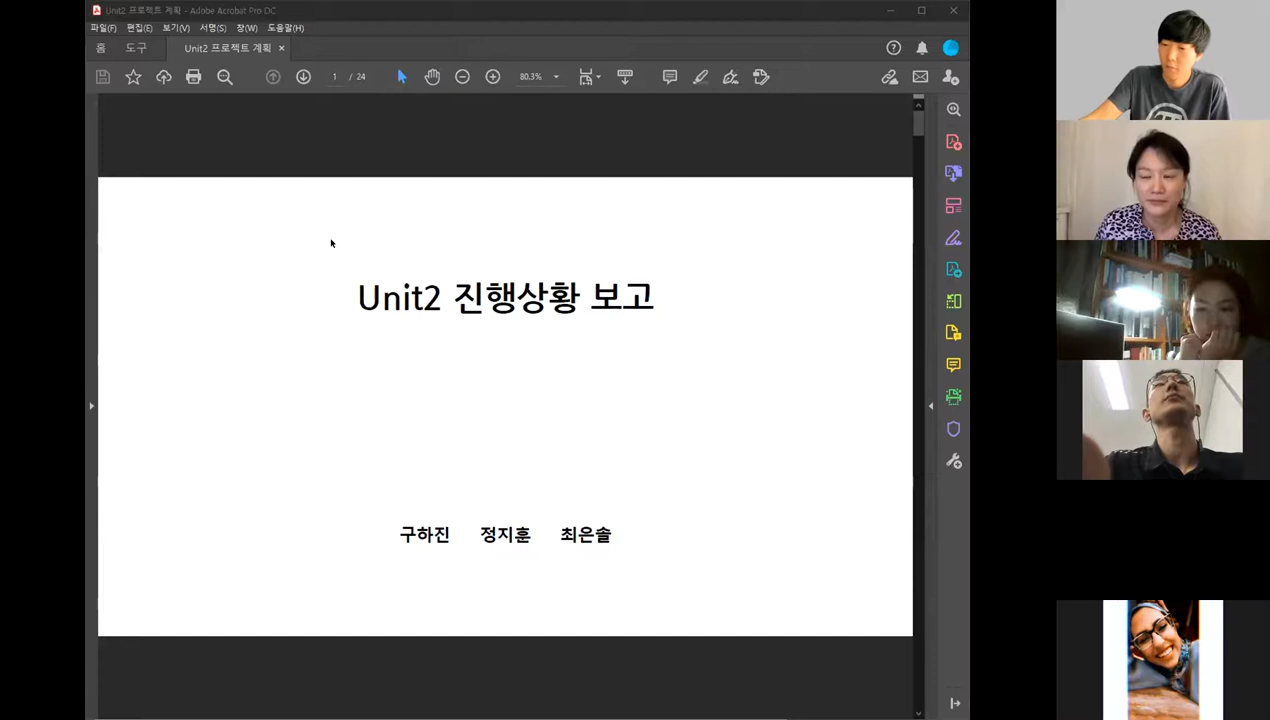 Unit2 프로젝트 계획 - Adobe Acrobat Pro DC
파일(F) 편집(E) 보기(V) 서명(S) 창(W) 도움말(H)
홈 도구 Unit2 프로젝트 계획 ×
1 / 24 80.3%
Unit2 진행상황 보고
구하진 정지훈 최은솔